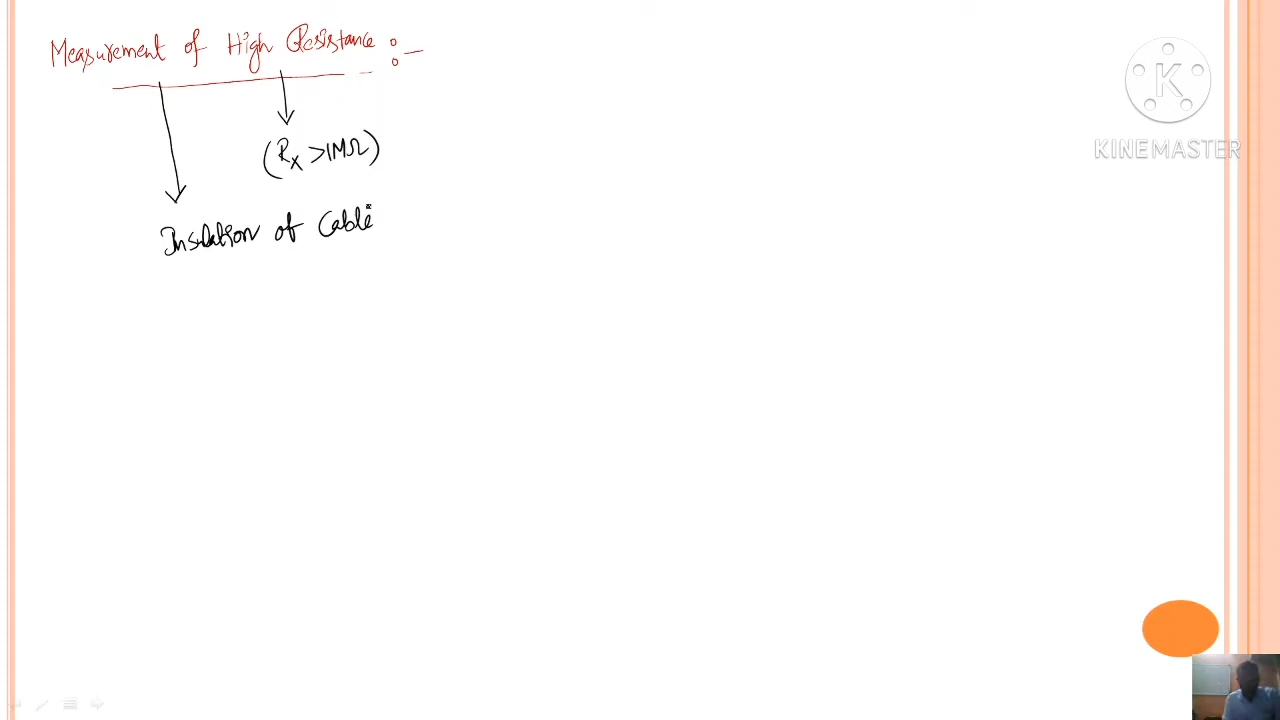 Measurement of High Resistance :-
(Rx >1MΩ)
Insulation of Cable
KINEMASTER